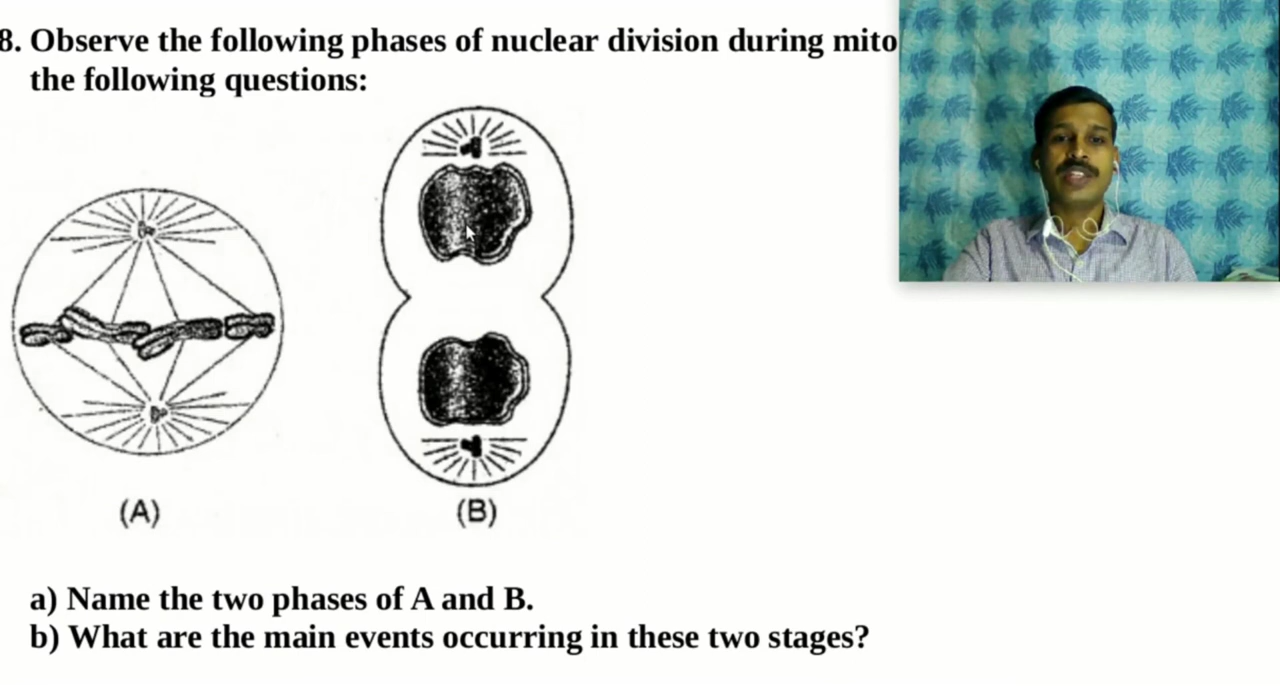 8. Observe the following phases of nuclear division during mito
the following questions:
(A)
(B)
a) Name the two phases of A and B.
b) What are the main events occurring in these two stages?